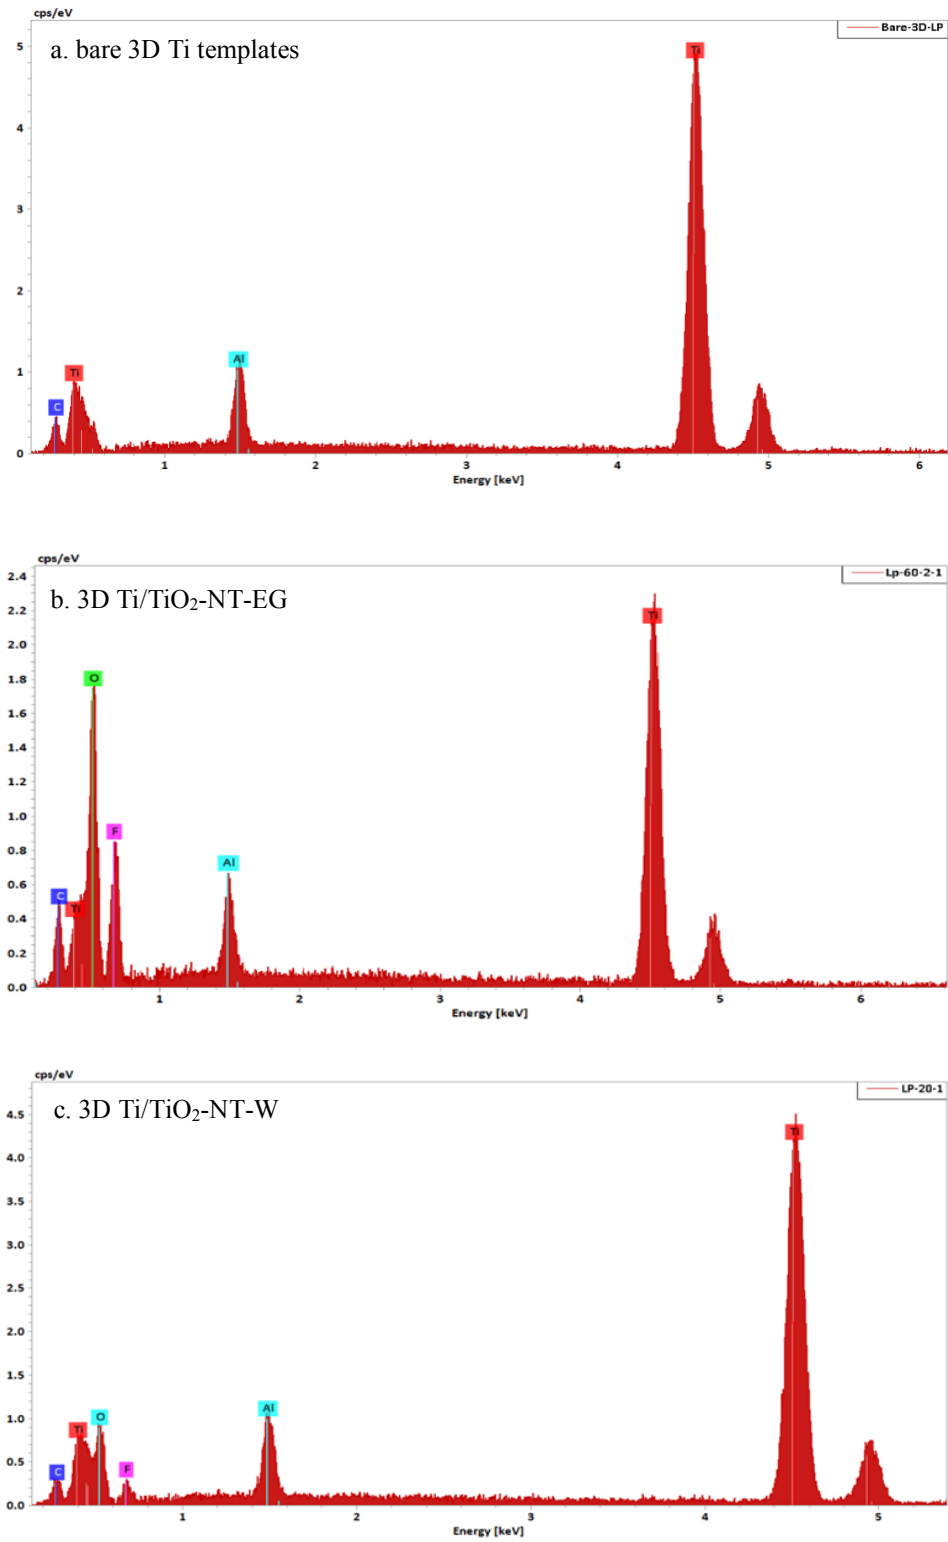 cps/eV
Bare-3D-LP
a. bare 3D Ti templates
5
4
3
2
1
0
C
Ti
Al
Ti
1 2 3 4 5 6
Energy [keV]
cps/eV
Lp-60-2-1
b. 3D Ti/TiO₂-NT-EG
2.4
2.2
2.0
1.8
1.6
1.4
1.2
1.0
0.8
0.6
0.4
0.2
0.0
C
Ti
O
F
Al
Ti
1 2 3 4 5 6
Energy [keV]
cps/eV
LP-20-1
c. 3D Ti/TiO₂-NT-W
4.5
4.0
3.5
3.0
2.5
2.0
1.5
1.0
0.5
0.0
C
Ti
O
F
Al
Ti
1 2 3 4 5
Energy [keV]